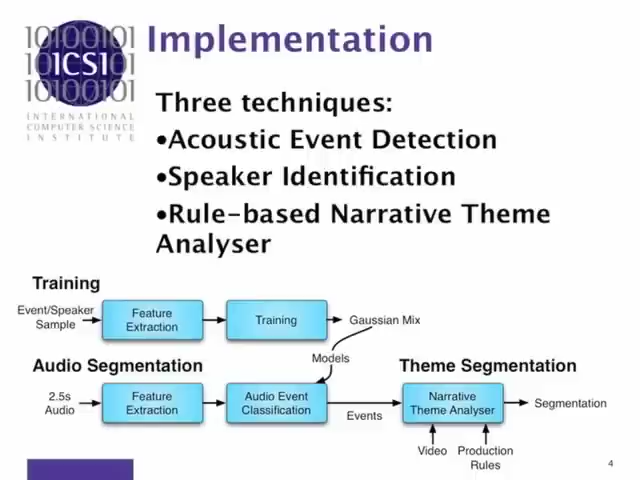 10100101
10100101
ICSI
10100101
INTERNATIONAL
COMPUTER SCIENCE
INSTITUTE
Implementation
Three techniques:
•Acoustic Event Detection
•Speaker Identification
•Rule-based Narrative Theme
Analyser
Training
Event/Speaker
Sample
Feature
Extraction
Training
Gaussian Mix
Models
Audio Segmentation
Theme Segmentation
2.5s
Audio
Feature
Extraction
Audio Event
Classification
Events
Narrative
Theme Analyser
Segmentation
Video
Production
Rules
4